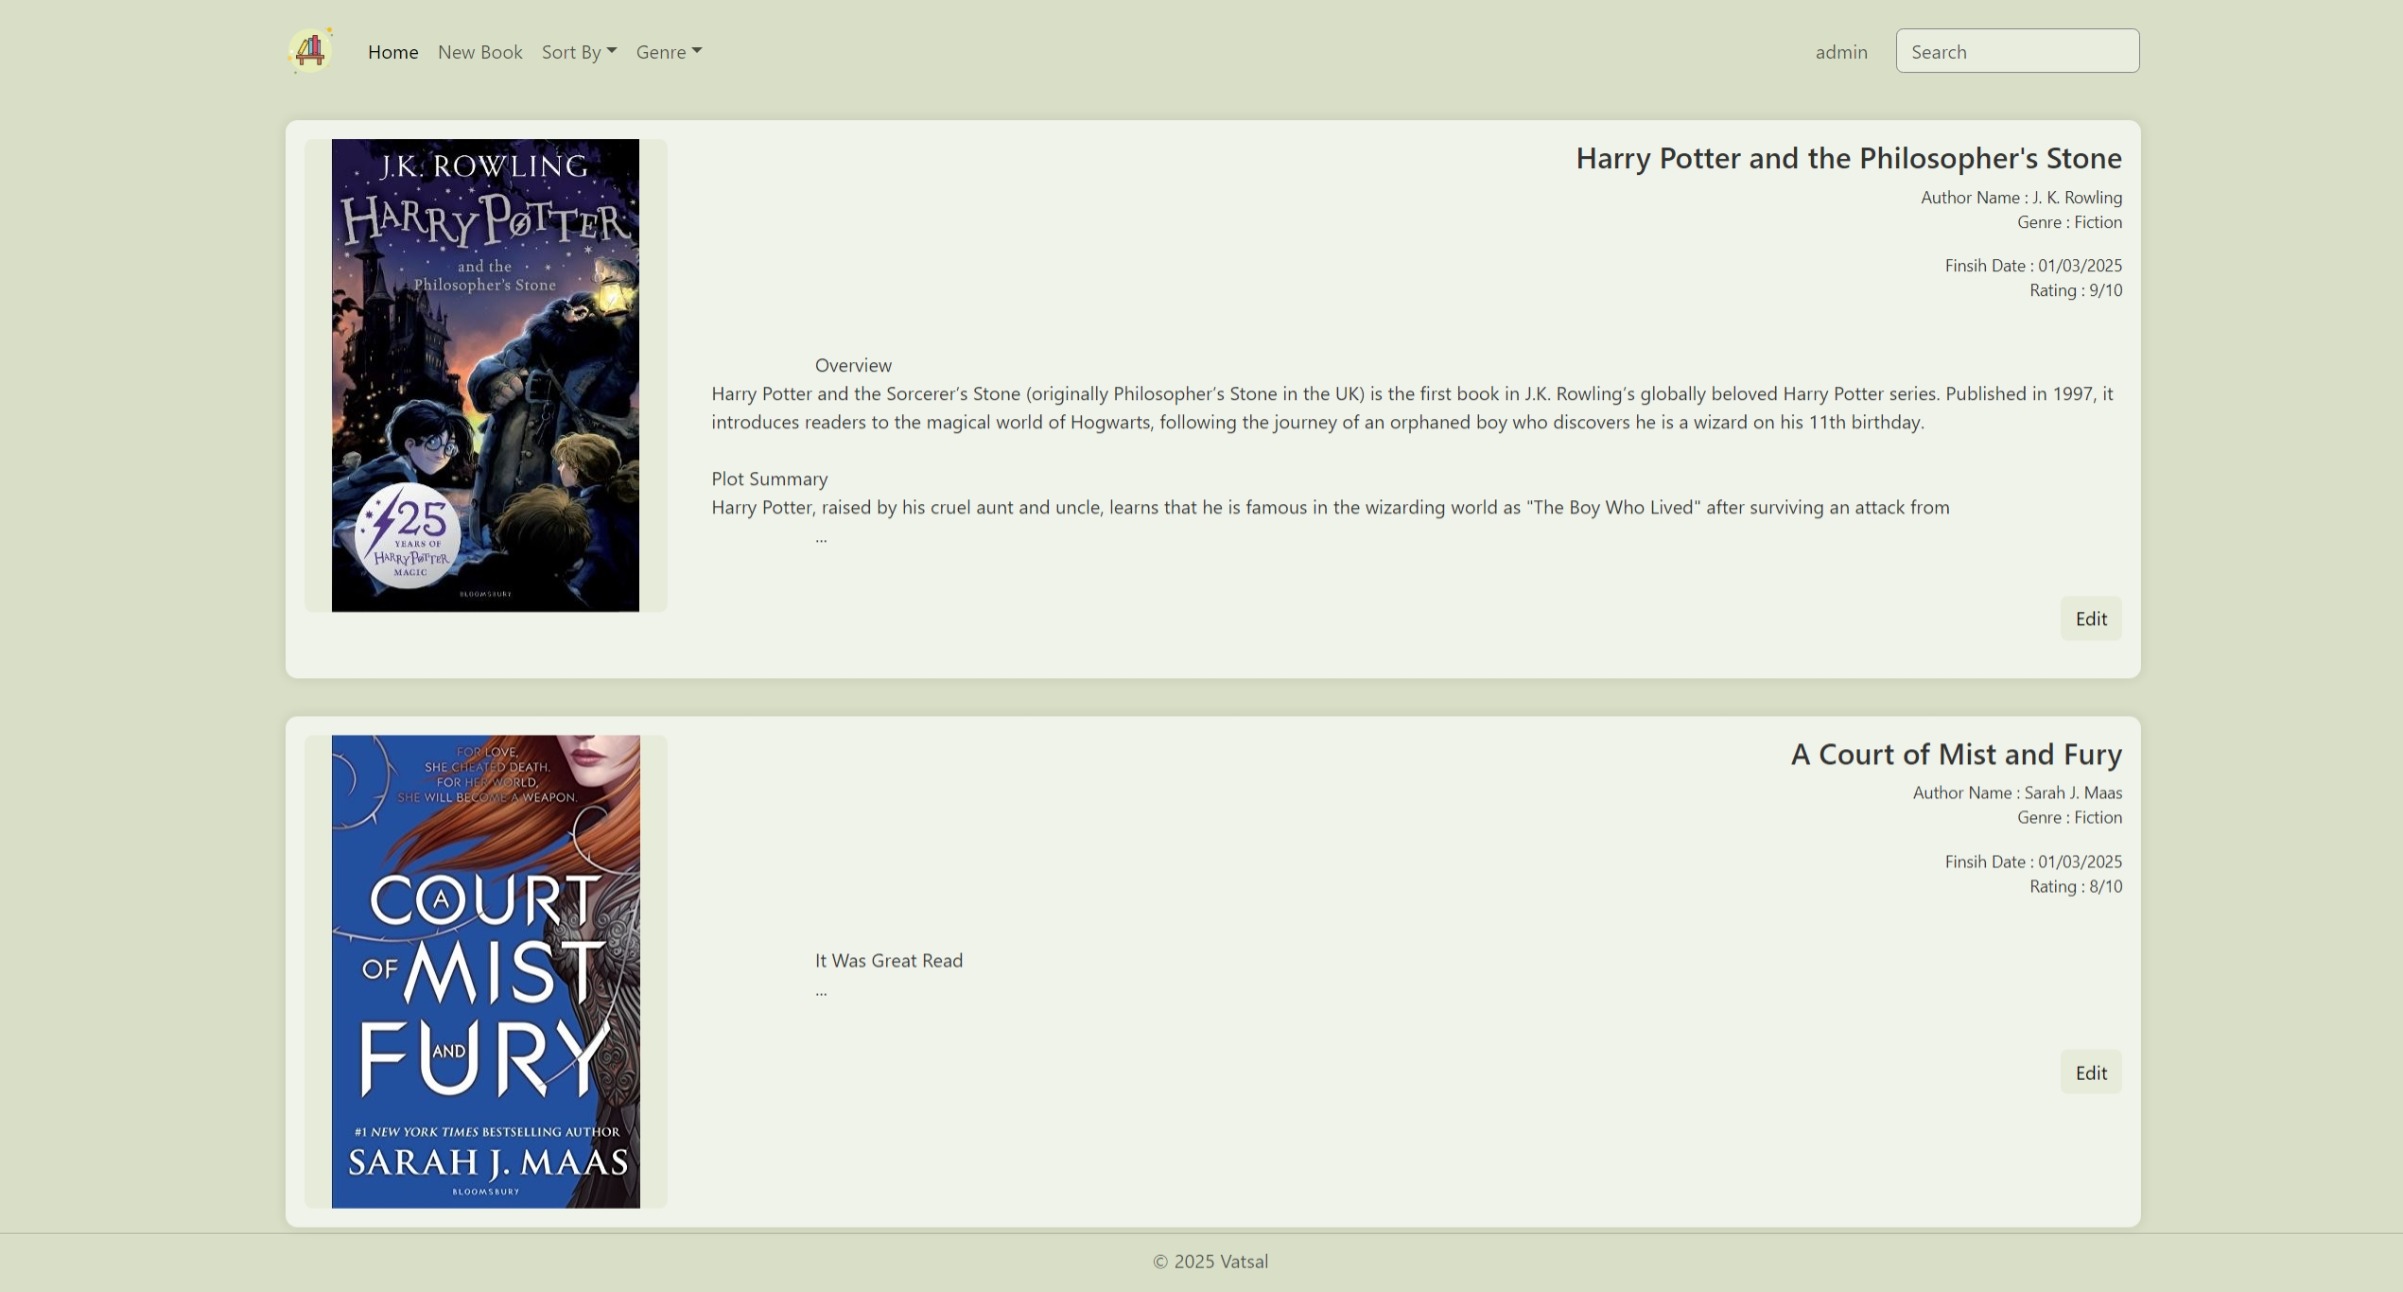 Home New Book Sort By Genre admin Search
J.K. ROWLING
HARRY POTTER
and the
Philosopher's Stone
25
YEARS OF
HARRY POTTER
MAGIC
BLOOMSBURY
Harry Potter and the Philosopher's Stone
Author Name : J. K. Rowling
Genre : Fiction
Finsih Date : 01/03/2025
Rating : 9/10
Overview
Harry Potter and the Sorcerer’s Stone (originally Philosopher’s Stone in the UK) is the first book in J.K. Rowling’s globally beloved Harry Potter series. Published in 1997, it
introduces readers to the magical world of Hogwarts, following the journey of an orphaned boy who discovers he is a wizard on his 11th birthday.
Plot Summary
Harry Potter, raised by his cruel aunt and uncle, learns that he is famous in the wizarding world as "The Boy Who Lived" after surviving an attack from
...
Edit
FOR LOVE,
SHE CHEATED DEATH.
FOR HER WORLD,
SHE WILL BECOME A WEAPON.
A COURT
OF MIST
AND FURY
#1 NEW YORK TIMES BESTSELLING AUTHOR
SARAH J. MAAS
BLOOMSBURY
A Court of Mist and Fury
Author Name : Sarah J. Maas
Genre : Fiction
Finsih Date : 01/03/2025
Rating : 8/10
It Was Great Read
...
Edit
© 2025 Vatsal